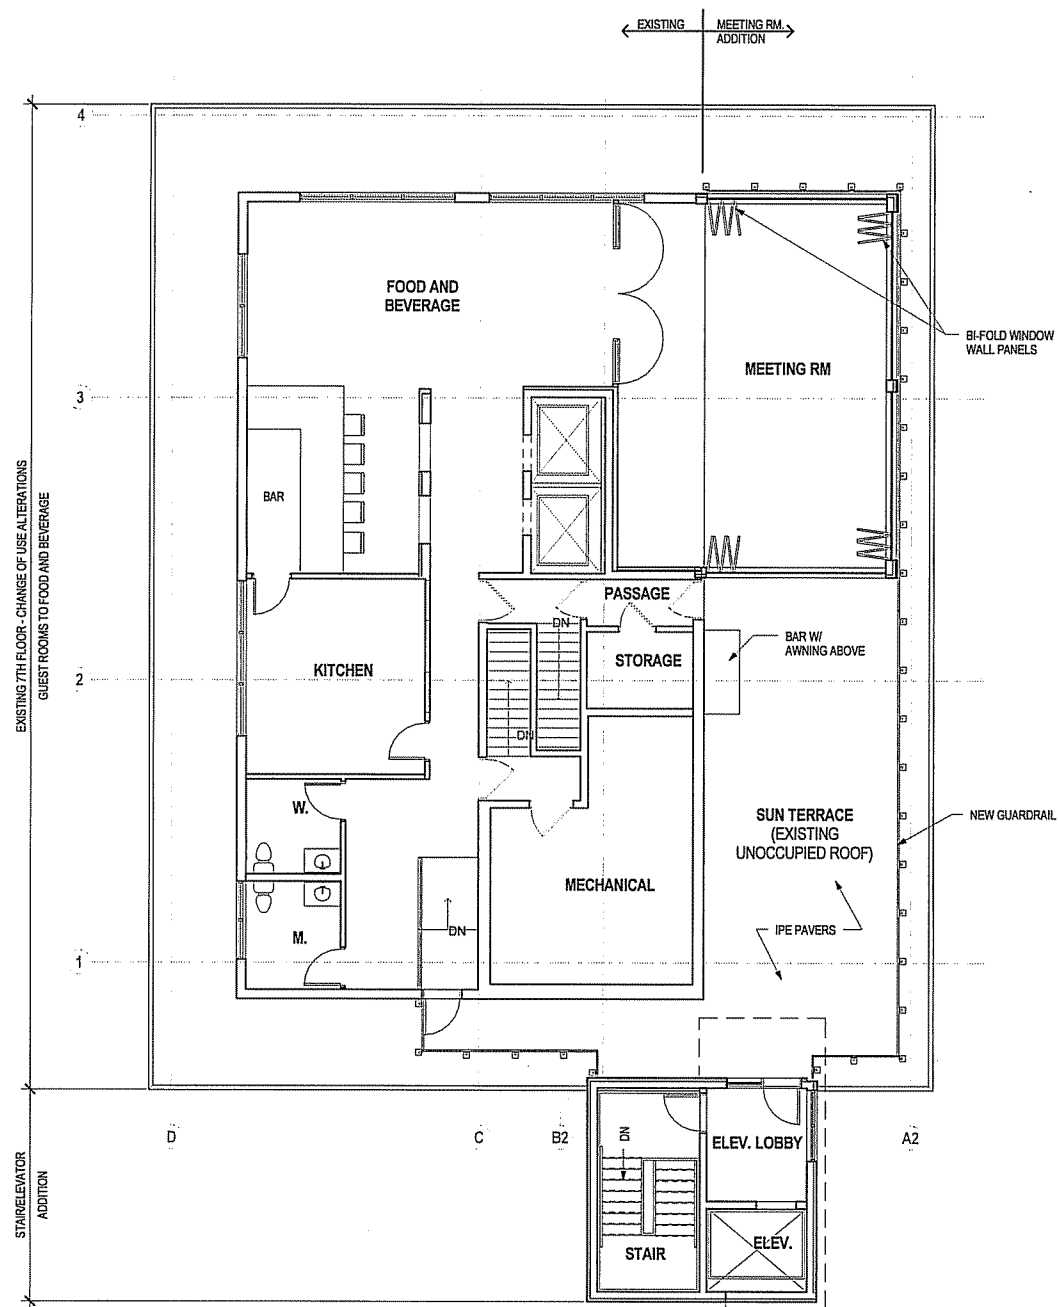 EXISTING
MEETING RM.
ADDITION
4
FOOD AND
BEVERAGE
BI-FOLD WINDOW
WALL PANELS
MEETING RM
3
EXISTING 7TH FLOOR - CHANGE OF USE ALTERATIONS
GUEST ROOMS TO FOOD AND BEVERAGE
BAR
PASSAGE
DN
BAR W/
AWNING ABOVE
STORAGE
KITCHEN
2
DN
W.
SUN TERRACE
(EXISTING
UNOCCUPIED ROOF)
NEW GUARDRAIL
MECHANICAL
DN
IPE PAVERS
M.
1
D
C
B2
A2
DN
ELEV. LOBBY
STAIR/ELEVATOR
ADDITION
STAIR
ELEV.